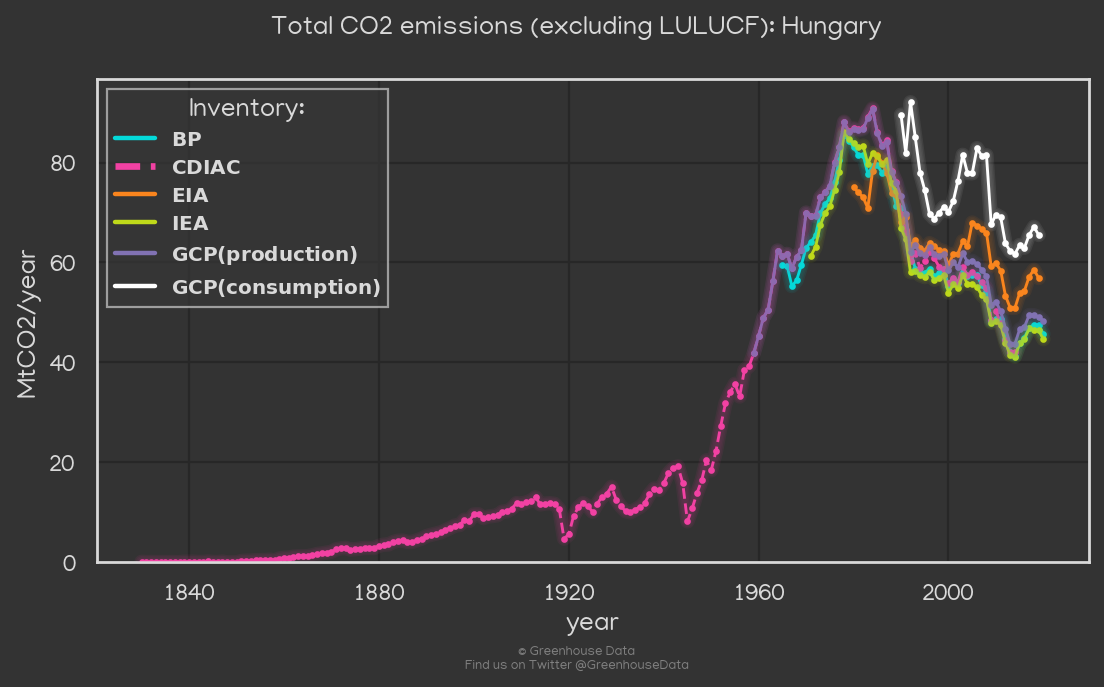 Total CO2 emissions (excluding LULUCF): Hungary
Inventory:
BP
CDIAC
EIA
IEA
GCP(production)
GCP(consumption)
MtCO2/year
80
60
40
20
0
1840
1880
1920
1960
2000
year
© Greenhouse Data
Find us on Twitter @GreenhouseData